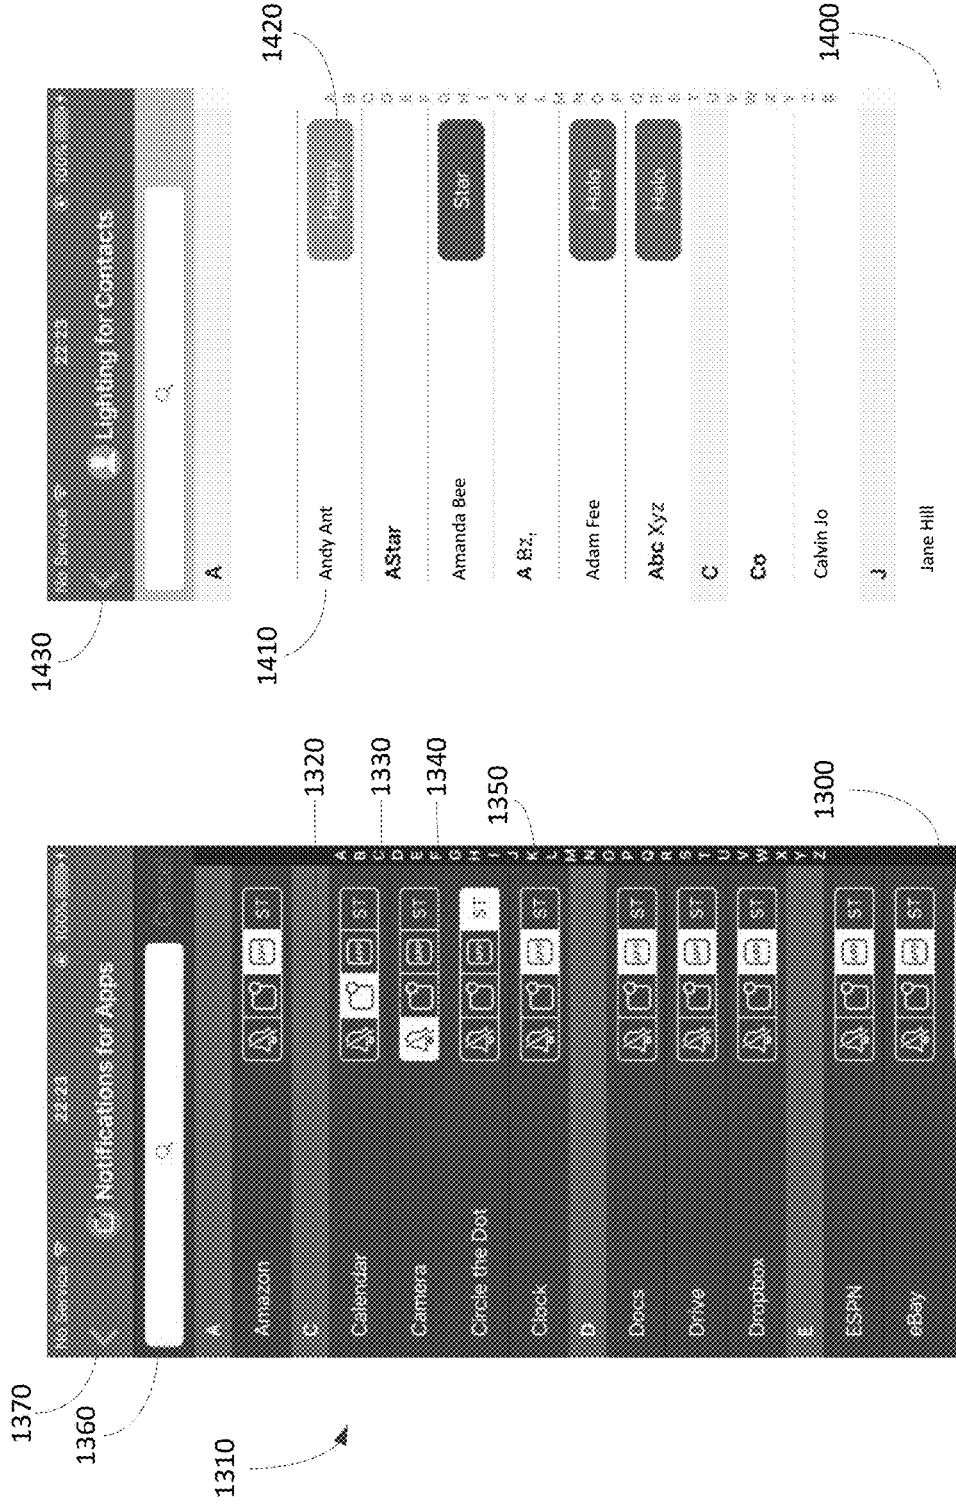 1370
1360
1310
No Service 22:23
Notifications for Apps
A
Amazon ST
C
Calendar ST
Camera ST
Circle the Dot ST
Clock ST
D
Docs ST
Drive ST
Dropbox ST
E
ESPN ST
eBay ST
A
B
C
D
E
F
G
H
I
J
K
L
M
N
O
P
Q
R
S
T
U
V
W
X
Y
Z
1320
1330
1340
1350
1300
1430
1410
No Service 22:23
Lighting for Contacts
A
Andy Ant
AStar
Amanda Bee Star
A Bz,
Adam Fee Halo
Abc Xyz Halo
C
Co
Calvin Jo
J
Jane Hill
1420
1400